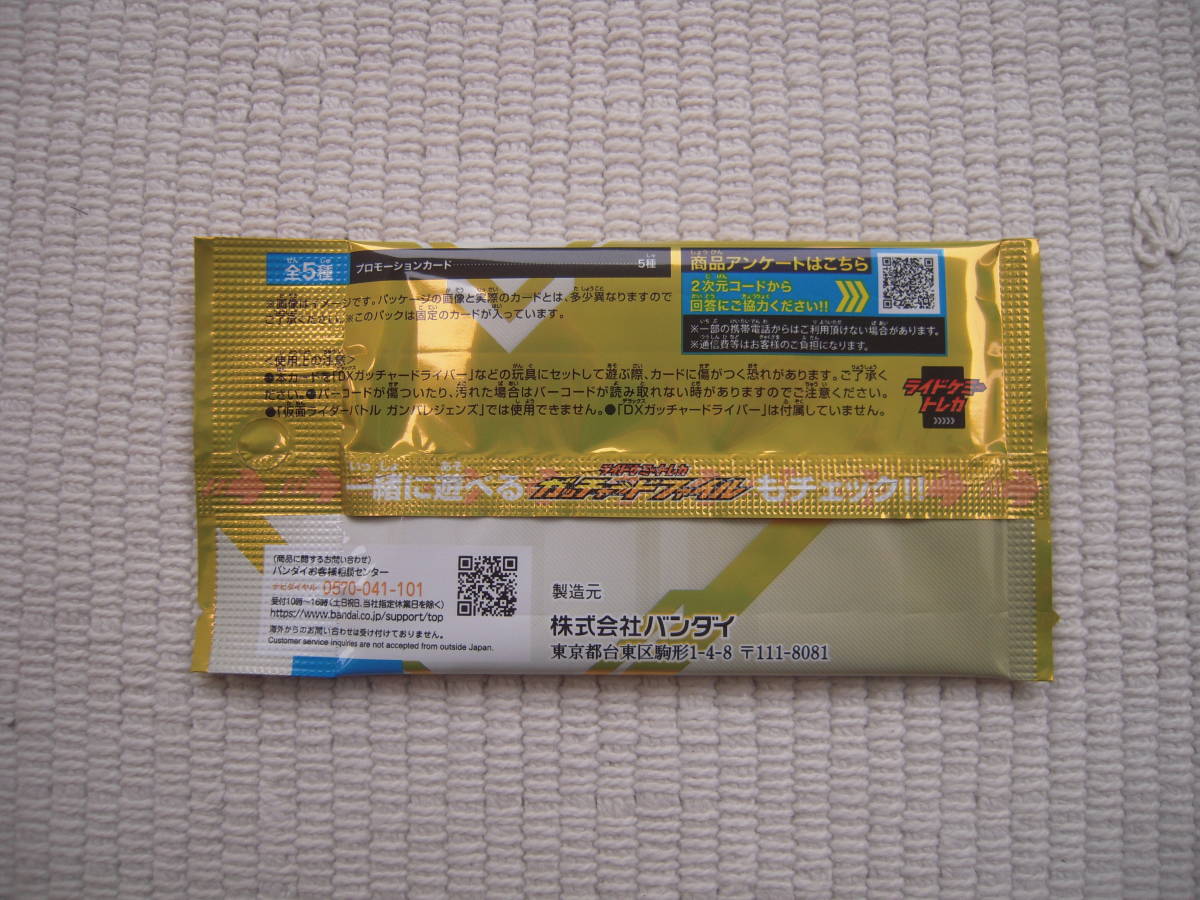 全5種
プロモーションカード 5種
※画像はイメージです。パッケージの画像と実際のカードとは、多少異なりますので
ご了承ください。※このパックは固定のカードが入っています。
商品アンケートはこちら
2次元コードから
回答にご協力ください!!
※一部の携帯電話からはご利用頂けない場合があります。
※通信費等はお客様のご負担になります。
<使用上の注意>
●本カードを「DXガッチャードライバー」などの玩具にセットして遊ぶ際、カードに傷がつく恐れがあります。ご了承く
ださい。●バーコードが傷ついたり、汚れた場合はバーコードが読み取れない時がありますのでご注意ください。
●「仮面ライダーバトル ガンバレジェンズ」では使用できません。●「DXガッチャードライバー」は付属していません。
ライドケミー
トレカ
一緒に遊べる ライドケミートレカ ガッチャードファイル もチェック!!
(商品に関するお問い合わせ)
バンダイお客様相談センター
ナビダイヤル 0570-041-101
受付10時~16時(土日祝日、当社指定休業日を除く)
https://www.bandai.co.jp/support/top
海外からのお問い合わせは受け付けておりません。
Customer service inquiries are not accepted from outside Japan.
製造元
株式会社バンダイ
東京都台東区駒形1-4-8 〒111-8081